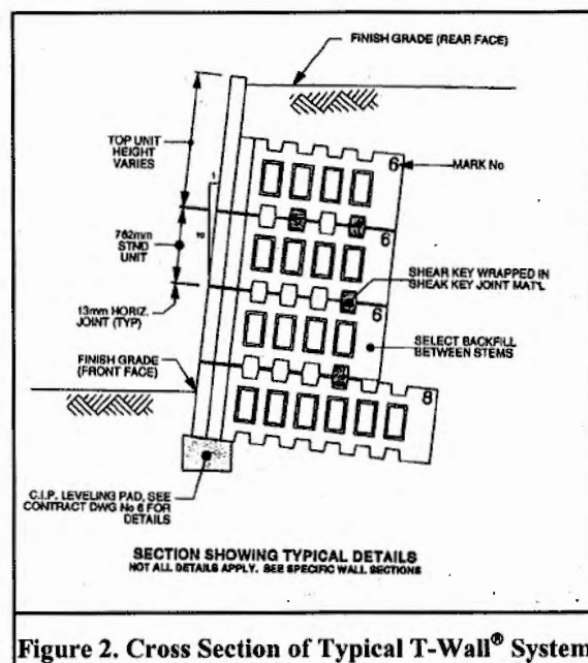 FINISH GRADE (REAR FACE)
TOP UNIT
HEIGHT
VARIES
1
6
MARK No
762mm
STND
UNIT
6
SHEAR KEY WRAPPED IN
SHEAK KEY JOINT MAT'L
13mm HORIZ.
JOINT (TYP)
6
SELECT BACKFILL
BETWEEN STEMS
FINISH GRADE
(FRONT FACE)
8
C.I.P. LEVELING PAD, SEE
CONTRACT DWG No 6 FOR
DETAILS
SECTION SHOWING TYPICAL DETAILS
NOT ALL DETAILS APPLY. SEE SPECIFIC WALL SECTIONS
Figure 2. Cross Section of Typical T-Wall® System